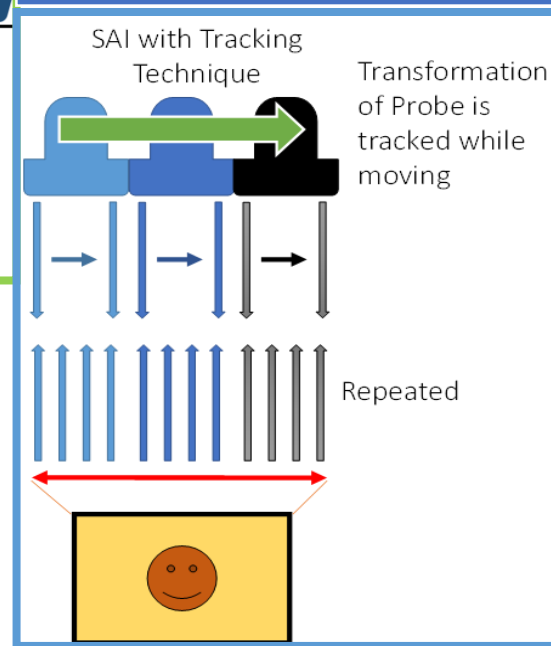 SAI with Tracking
Technique
Transformation
of Probe is
tracked while
moving
Repeated